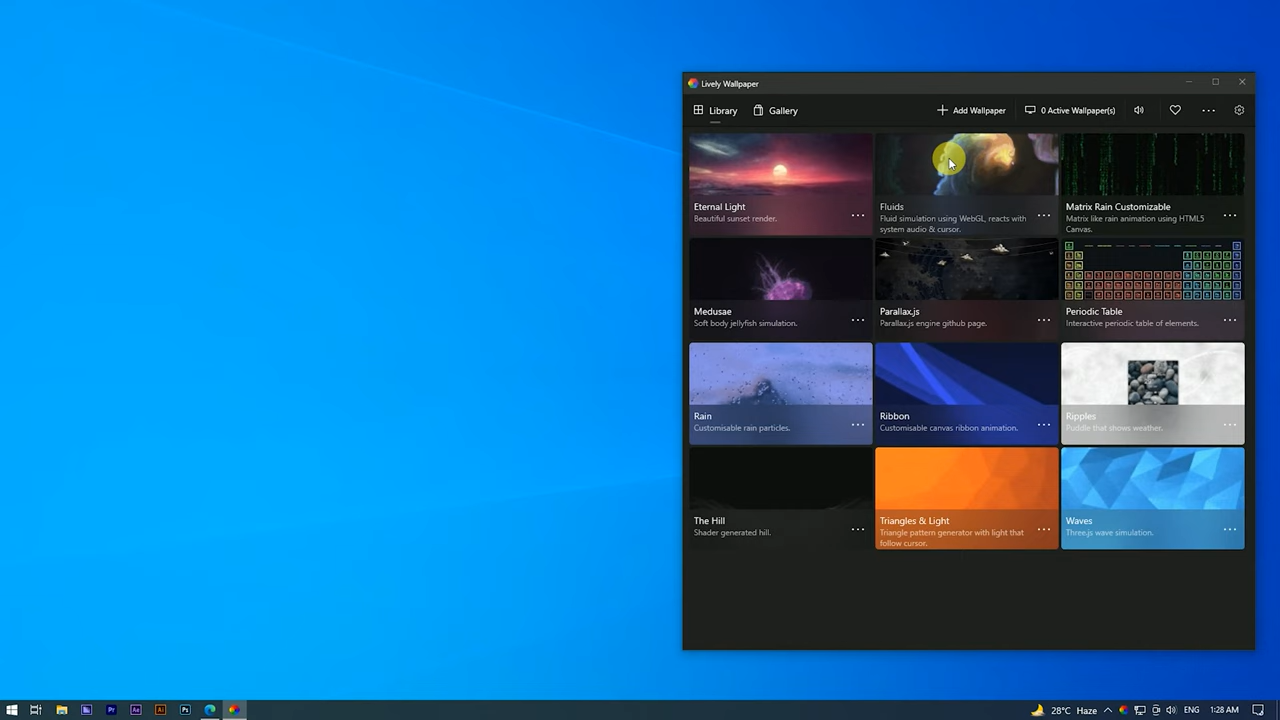 Lively Wallpaper
Library
Gallery
Add Wallpaper
0 Active Wallpaper(s)
Eternal Light
Beautiful sunset render.
Fluids
Fluid simulation using WebGL, reacts with
system audio & cursor.
Matrix Rain Customizable
Matrix like rain animation using HTML5
Canvas.
Medusae
Soft body jellyfish simulation.
Parallax.js
Parallax.js engine github page.
Periodic Table
Interactive periodic table of elements.
Rain
Customisable rain particles.
Ribbon
Customisable canvas ribbon animation.
Ripples
Puddle that shows weather.
The Hill
Shader generated hill.
Triangles & Light
Triangle pattern generator with light that
follow cursor.
Waves
Three.js wave simulation.
Pr
Ae
Ai
Ps
28°C Haze
ENG
1:28 AM